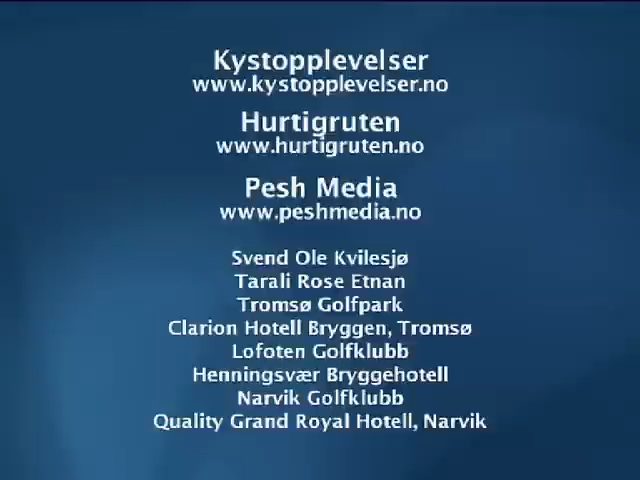 Kystopplevelser
www.kystopplevelser.no
Hurtigruten
www.hurtigruten.no
Pesh Media
www.peshmedia.no
Svend Ole Kvilesjø
Tarali Rose Etnan
Tromsø Golfpark
Clarion Hotell Bryggen, Tromsø
Lofoten Golfklubb
Henningsvær Bryggehotell
Narvik Golfklubb
Quality Grand Royal Hotell, Narvik